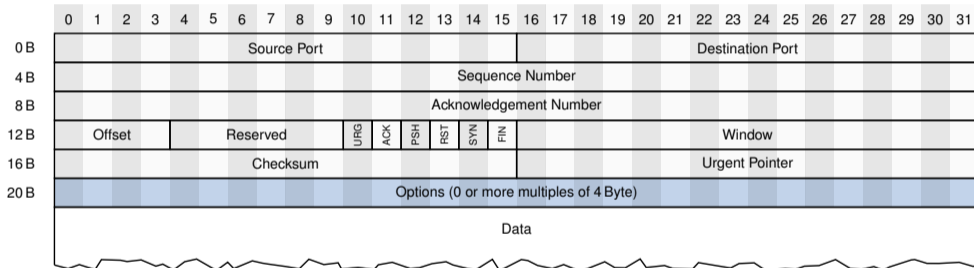 0 1 2 3 4 5 6 7 8 9 10 11 12 13 14 15 16 17 18 19 20 21 22 23 24 25 26 27 28 29 30 31
0 B Source Port Destination Port
4 B Sequence Number
8 B Acknowledgement Number
12 B Offset Reserved URG ACK PSH RST SYN FIN Window
16 B Checksum Urgent Pointer
20 B Options (0 or more multiples of 4 Byte)
Data